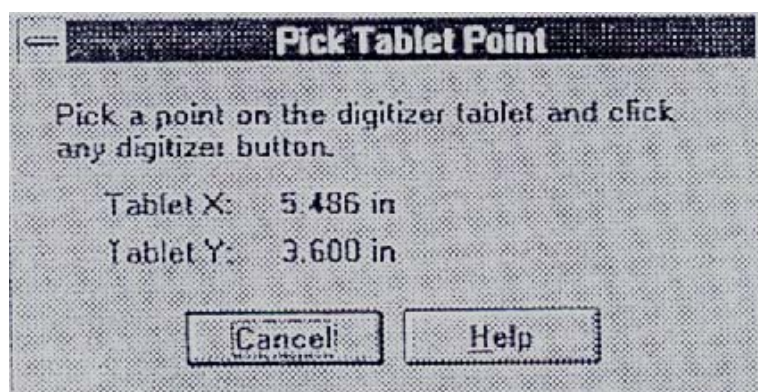 Pick Tablet Point
Pick a point on the digitizer tablet and click
any digitizer button.
Tablet X: 5.486 in
Tablet Y: 3.600 in
Cancel Help